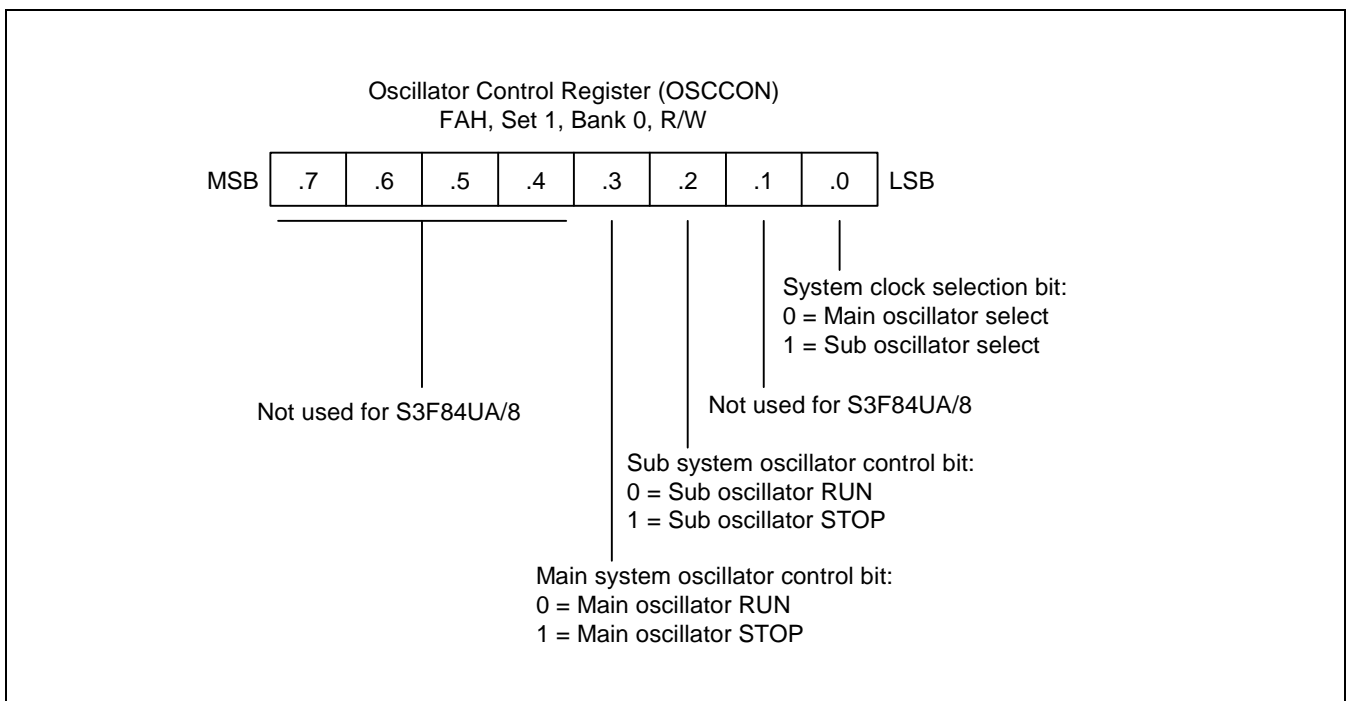 Oscillator Control Register (OSCCON)
FAH, Set 1, Bank 0, R/W
MSB .7 .6 .5 .4 .3 .2 .1 .0 LSB
System clock selection bit:
0 = Main oscillator select
1 = Sub oscillator select
Not used for S3F84UA/8
Not used for S3F84UA/8
Sub system oscillator control bit:
0 = Sub oscillator RUN
1 = Sub oscillator STOP
Main system oscillator control bit:
0 = Main oscillator RUN
1 = Main oscillator STOP